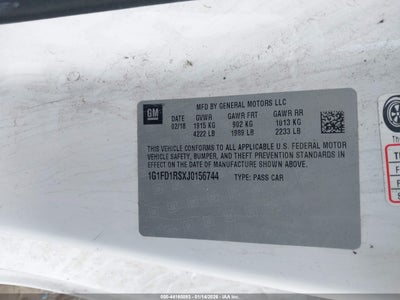 GM
MFD BY GENERAL MOTORS LLC
DATE GVWR GAWR FRT GAWR RR
02/18 1915 KG 902 KG 1013 KG
4222 LB 1989 LB 2233 LB
THIS VEHICLE CONFORMS TO ALL APPLICABLE U.S. FEDERAL MOTOR
VEHICLE SAFETY, BUMPER, AND THEFT PREVENTION STANDARDS IN
EFFECT ON THE DATE OF MANUFACTURE SHOWN ABOVE.
1G1FD1RSXJ0156744 TYPE: PASS CAR